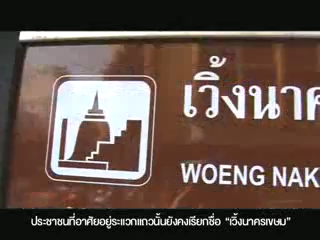 เวิ้งนาค
WOENG NAK
ประชาชนที่อาศัยอยู่ระแวกแถวนั้นยังคงเรียกชื่อ “เวิ้งนาครเขษม”